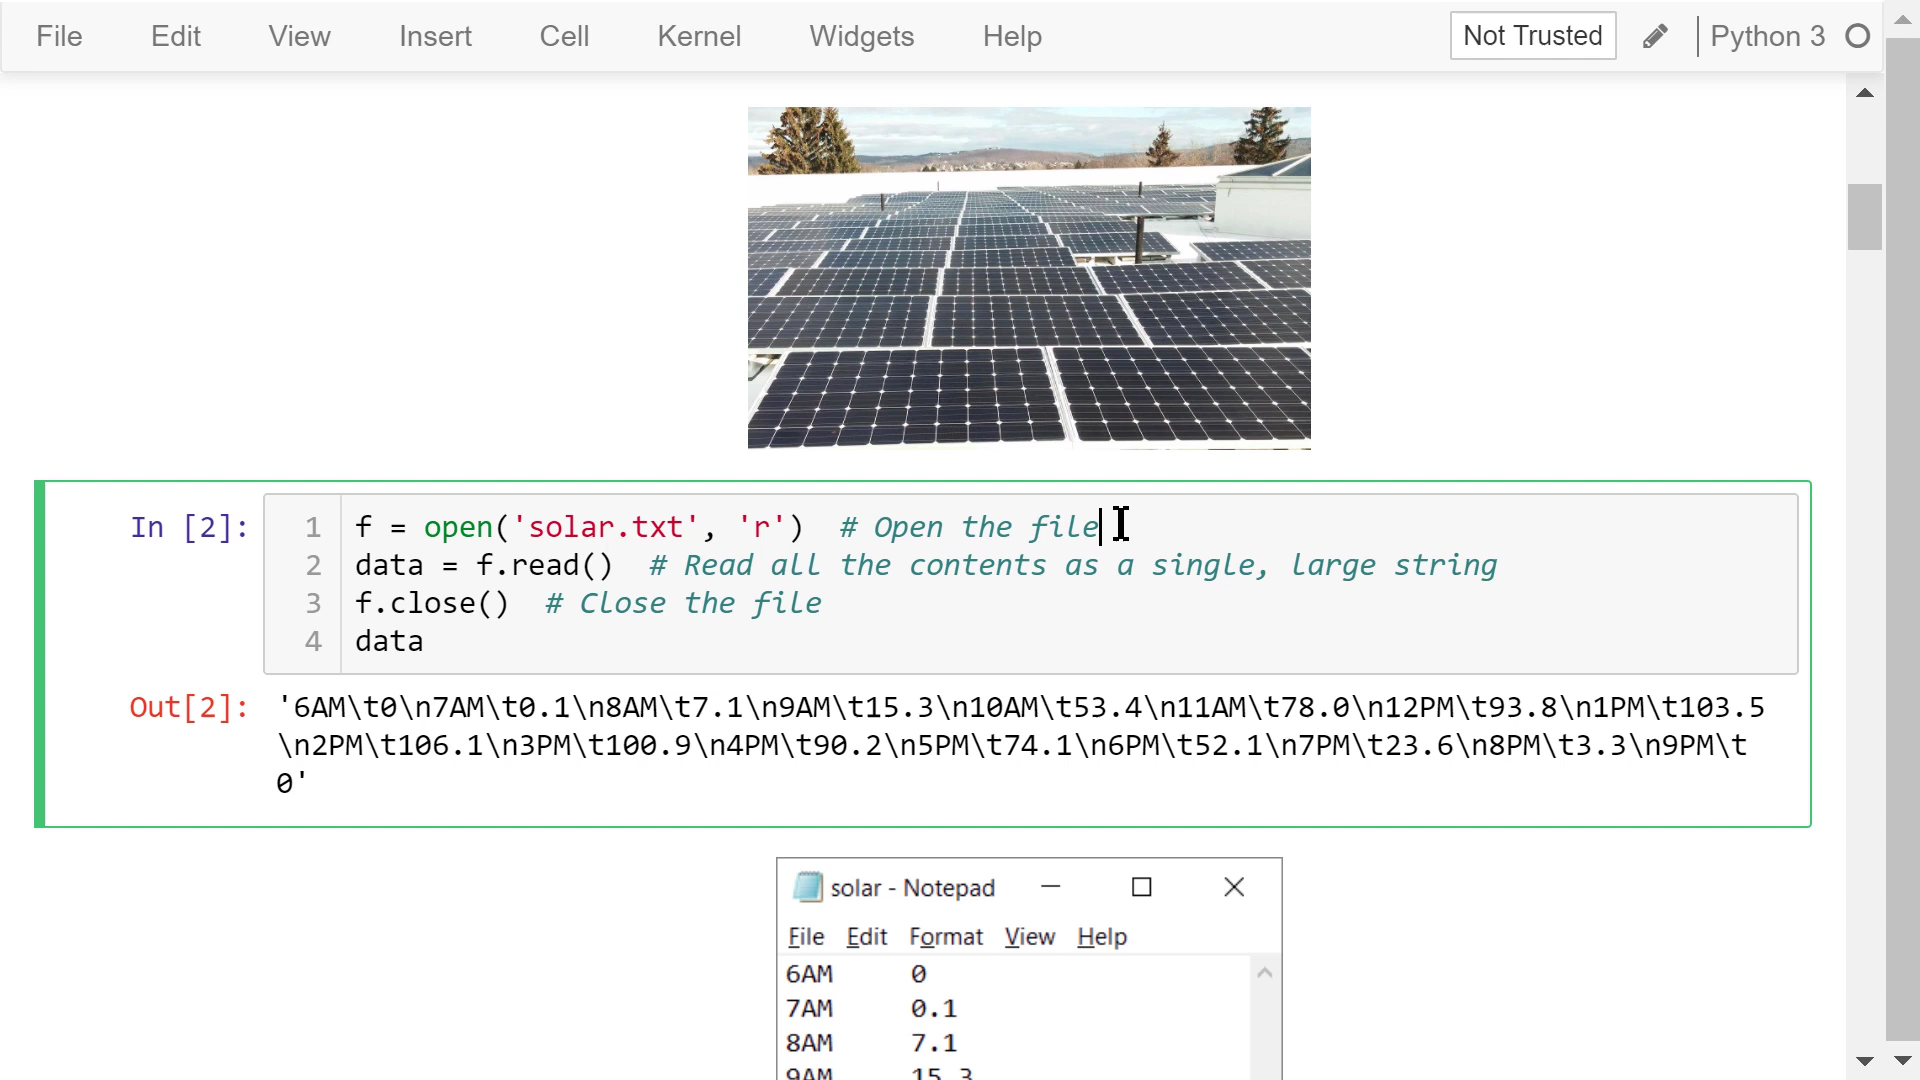 File Edit View Insert Cell Kernel Widgets Help Not Trusted Python 3
In [2]:
1 f = open('solar.txt', 'r')  # Open the file
2 data = f.read()  # Read all the contents as a single, large string
3 f.close()  # Close the file
4 data
Out[2]: '6AM\t0\n7AM\t0.1\n8AM\t7.1\n9AM\t15.3\n10AM\t53.4\n11AM\t78.0\n12PM\t93.8\n1PM\t103.5
\n2PM\t106.1\n3PM\t100.9\n4PM\t90.2\n5PM\t74.1\n6PM\t52.1\n7PM\t23.6\n8PM\t3.3\n9PM\t
0'
solar - Notepad
File Edit Format View Help
6AM 0
7AM 0.1
8AM 7.1
9AM 15.3